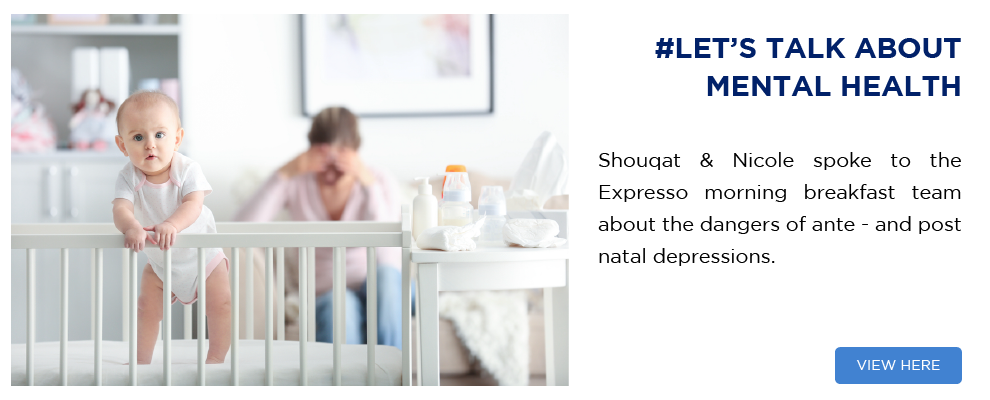 #LET’S TALK ABOUT
MENTAL HEALTH
Shouqat & Nicole spoke to the
Expresso morning breakfast team
about the dangers of ante - and post
natal depressions.
VIEW HERE